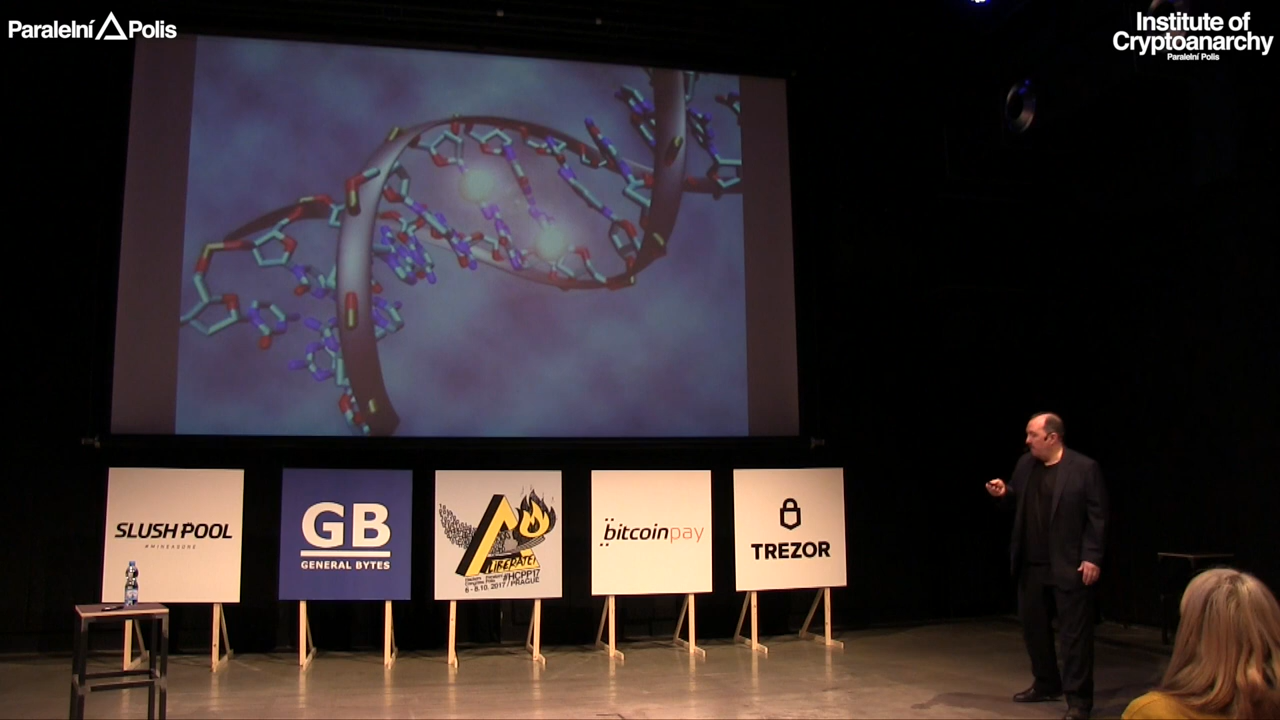 Paralelní Polis
Institute of
Cryptoanarchy
Paralelní Polis
SLUSH POOL
GB
GENERAL BYTES
LIBERATE!
#HCPP17
6 - 8.10. 2017 / PRAGUE
bitcoinpay
TREZOR